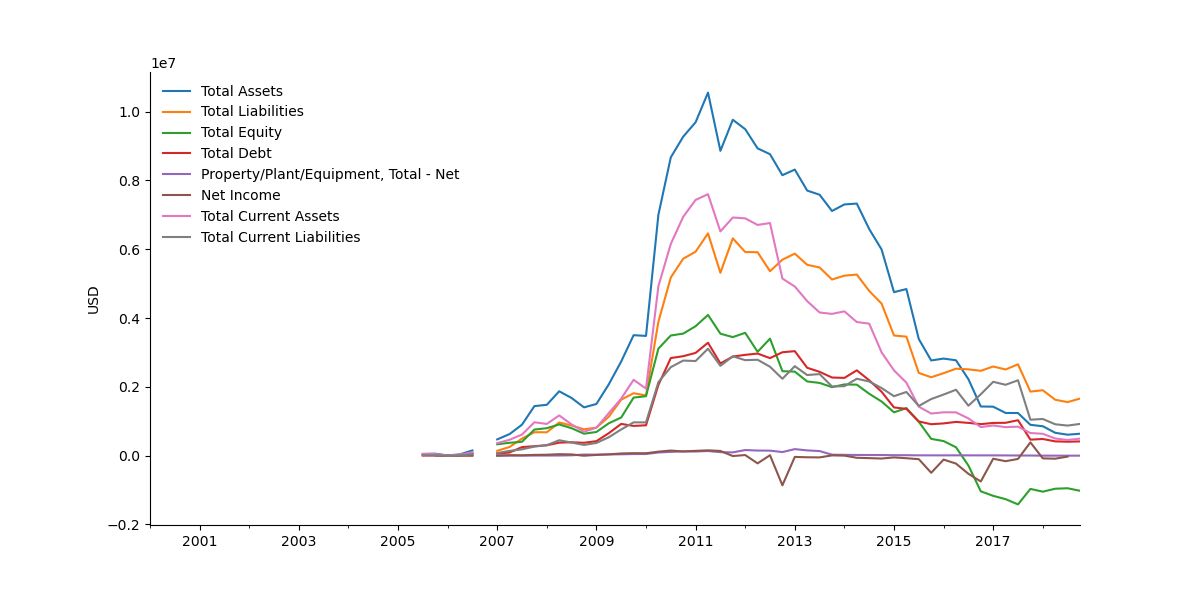 1e7
Total Assets
Total Liabilities
Total Equity
Total Debt
Property/Plant/Equipment, Total - Net
Net Income
Total Current Assets
Total Current Liabilities
1.0
0.8
0.6
0.4
0.2
0.0
−0.2
USD
2001 2003 2005 2007 2009 2011 2013 2015 2017